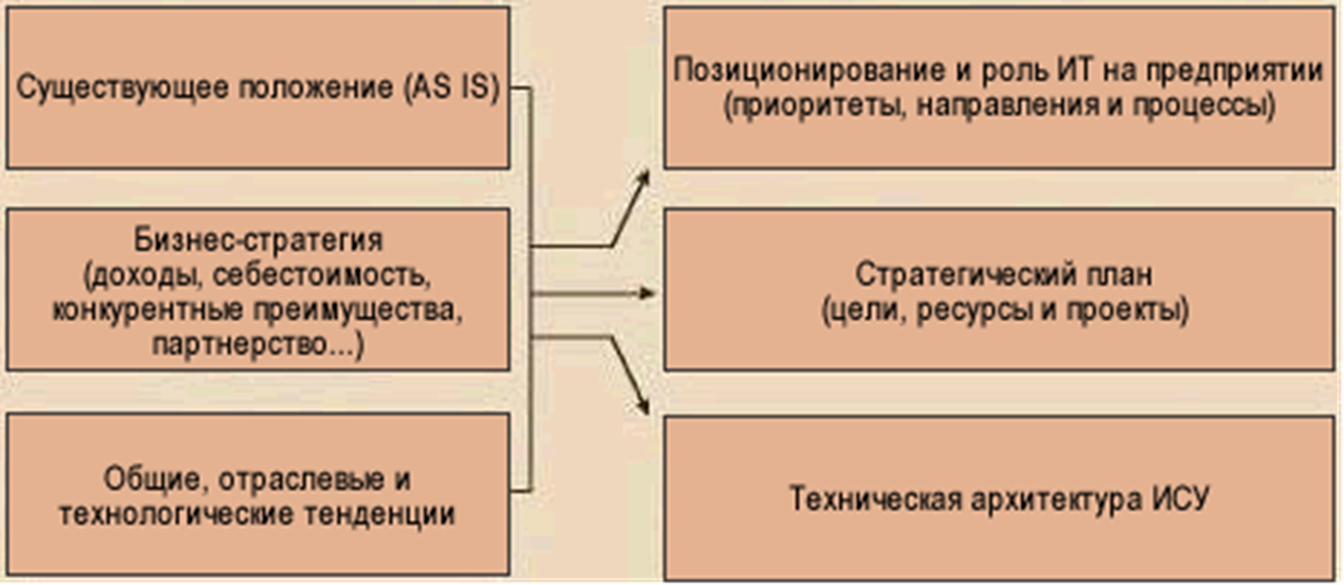 Существующее положение (AS IS)
Бизнес-стратегия
(доходы, себестоимость,
конкурентные преимущества,
партнерство...)
Общие, отраслевые и
технологические тенденции
Позиционирование и роль ИТ на предприятии
(приоритеты, направления и процессы)
Стратегический план
(цели, ресурсы и проекты)
Техническая архитектура ИСУ